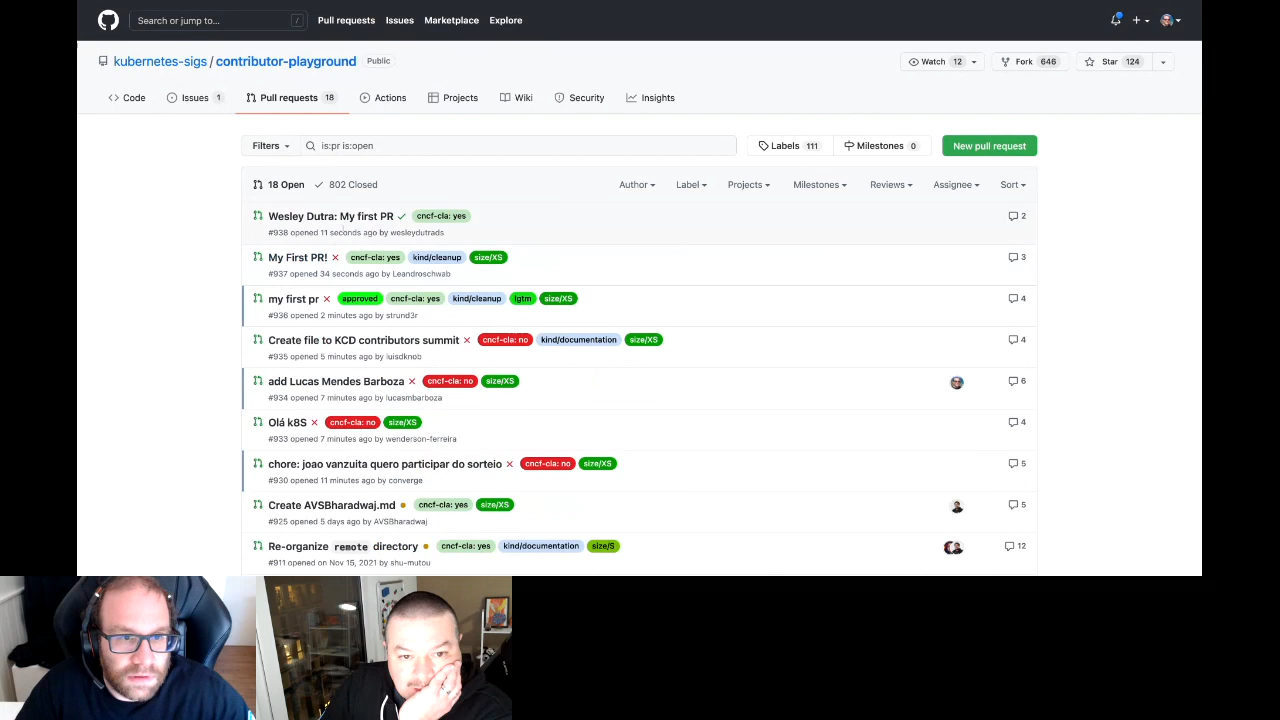 Search or jump to... /
Pull requests
Issues
Marketplace
Explore
kubernetes-sigs / contributor-playground Public
Watch 12
Fork 646
Star 124
Code
Issues 1
Pull requests 18
Actions
Projects
Wiki
Security
Insights
Filters
is:pr is:open
Labels 111
Milestones 0
New pull request
18 Open
802 Closed
Author
Label
Projects
Milestones
Reviews
Assignee
Sort
Wesley Dutra: My first PR cncf-cla: yes 2
#938 opened 11 seconds ago by wesleydutrads
My First PR! cncf-cla: yes kind/cleanup size/XS 3
#937 opened 34 seconds ago by Leandroschwab
my first pr approved cncf-cla: yes kind/cleanup lgtm size/XS 4
#936 opened 2 minutes ago by strund3r
Create file to KCD contributors summit cncf-cla: no kind/documentation size/XS 4
#935 opened 5 minutes ago by luisdknob
add Lucas Mendes Barboza cncf-cla: no size/XS 6
#934 opened 7 minutes ago by lucasmbarboza
Olá k8S cncf-cla: no size/XS 4
#933 opened 7 minutes ago by wenderson-ferreira
chore: joao vanzuita quero participar do sorteio cncf-cla: no size/XS 5
#930 opened 11 minutes ago by converge
Create AVSBharadwaj.md cncf-cla: yes size/XS 5
#925 opened 5 days ago by AVSBharadwaj
Re-organize remote directory cncf-cla: yes kind/documentation size/S 12
#911 opened on Nov 15, 2021 by shu-mutou